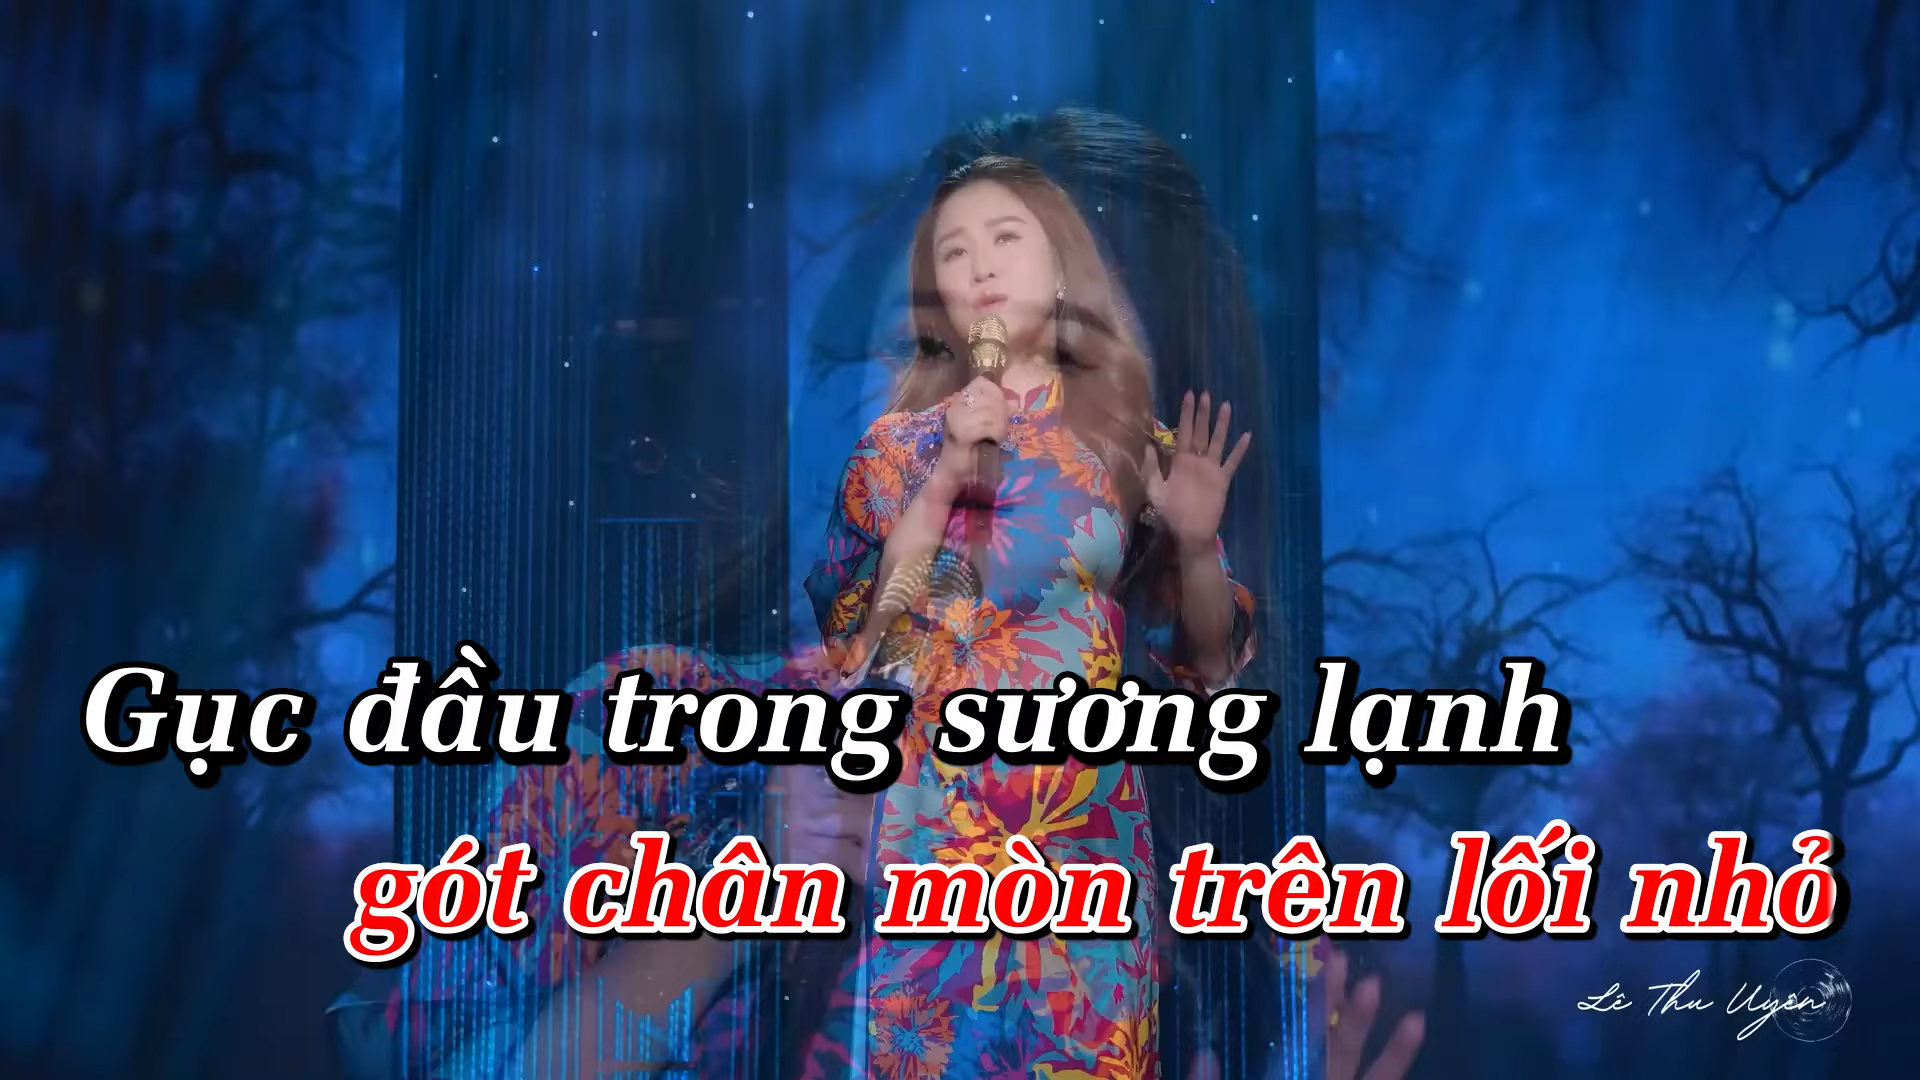 Gục đầu trong sương lạnh
gót chân mòn trên lối nhỏ
Lê Thu Uyên